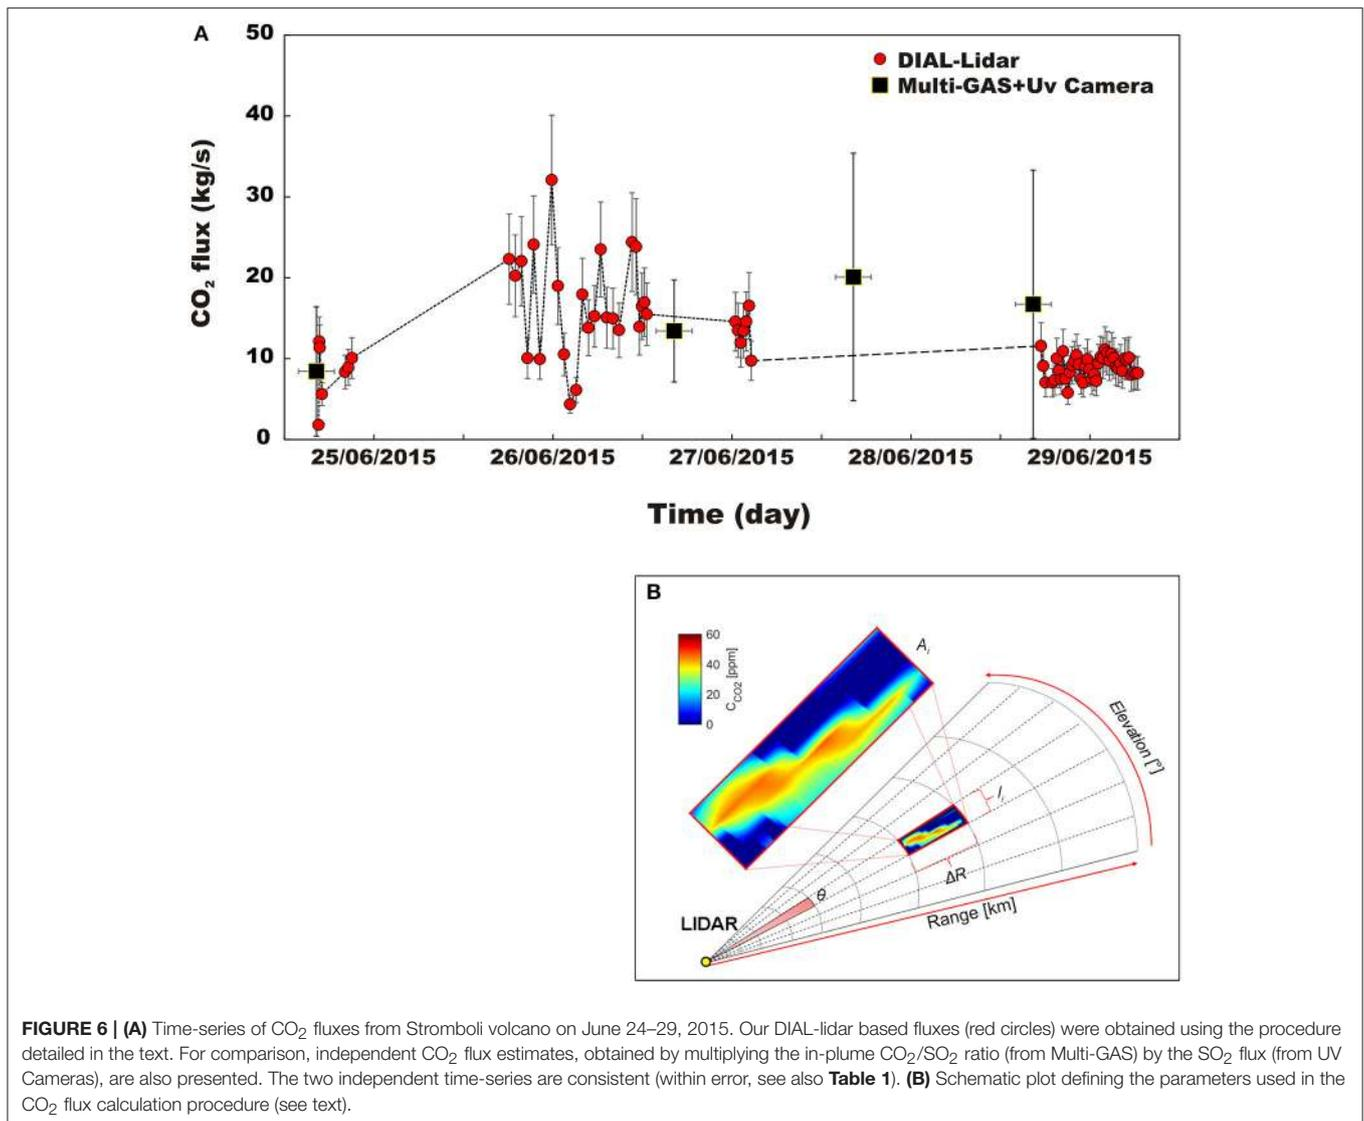 A
50
40
30
20
10
0
CO₂ flux (kg/s)
DIAL-Lidar
Multi-GAS+Uv Camera
25/06/2015 26/06/2015 27/06/2015 28/06/2015 29/06/2015
Time (day)
B
60
40
20
0
C_CO2 [ppm]
A_i
Elevation [°]
l_i
ΔR
θ
LIDAR
Range [km]
FIGURE 6 | (A) Time-series of CO₂ fluxes from Stromboli volcano on June 24–29, 2015. Our DIAL-lidar based fluxes (red circles) were obtained using the procedure
detailed in the text. For comparison, independent CO₂ flux estimates, obtained by multiplying the in-plume CO₂/SO₂ ratio (from Multi-GAS) by the SO₂ flux (from UV
Cameras), are also presented. The two independent time-series are consistent (within error, see also Table 1). (B) Schematic plot defining the parameters used in the
CO₂ flux calculation procedure (see text).